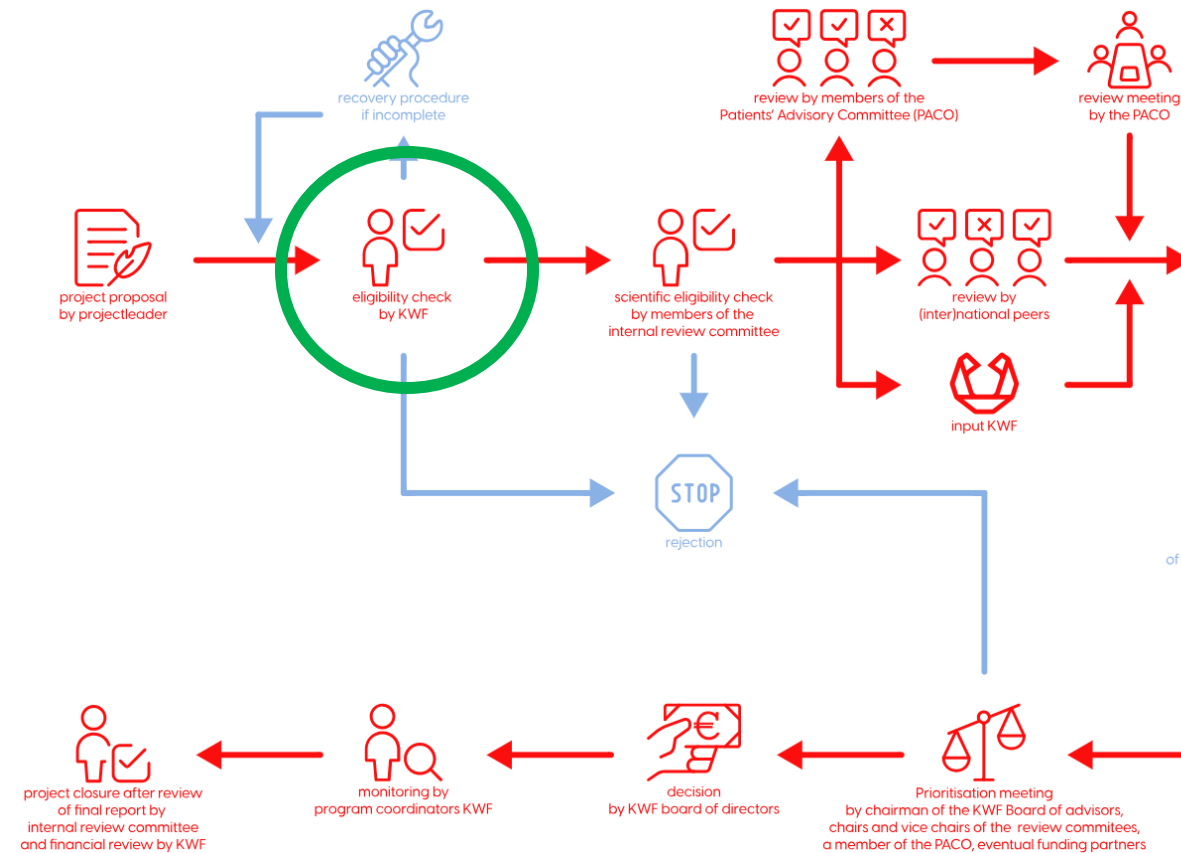 recovery procedure
if incomplete
review by members of the
Patients' Advisory Committee (PACO)
review meeting
by the PACO
project proposal
by projectleader
eligibility check
by KWF
scientific eligibility check
by members of the
internal review committee
review by
(inter)national peers
input KWF
STOP
rejection
of
project closure after review
of final report by
internal review committee
and financial review by KWF
monitoring by
program coordinators KWF
€
decision
by KWF board of directors
Prioritisation meeting
by chairman of the KWF Board of advisors,
chairs and vice chairs of the review commitees,
a member of the PACO, eventual funding partners